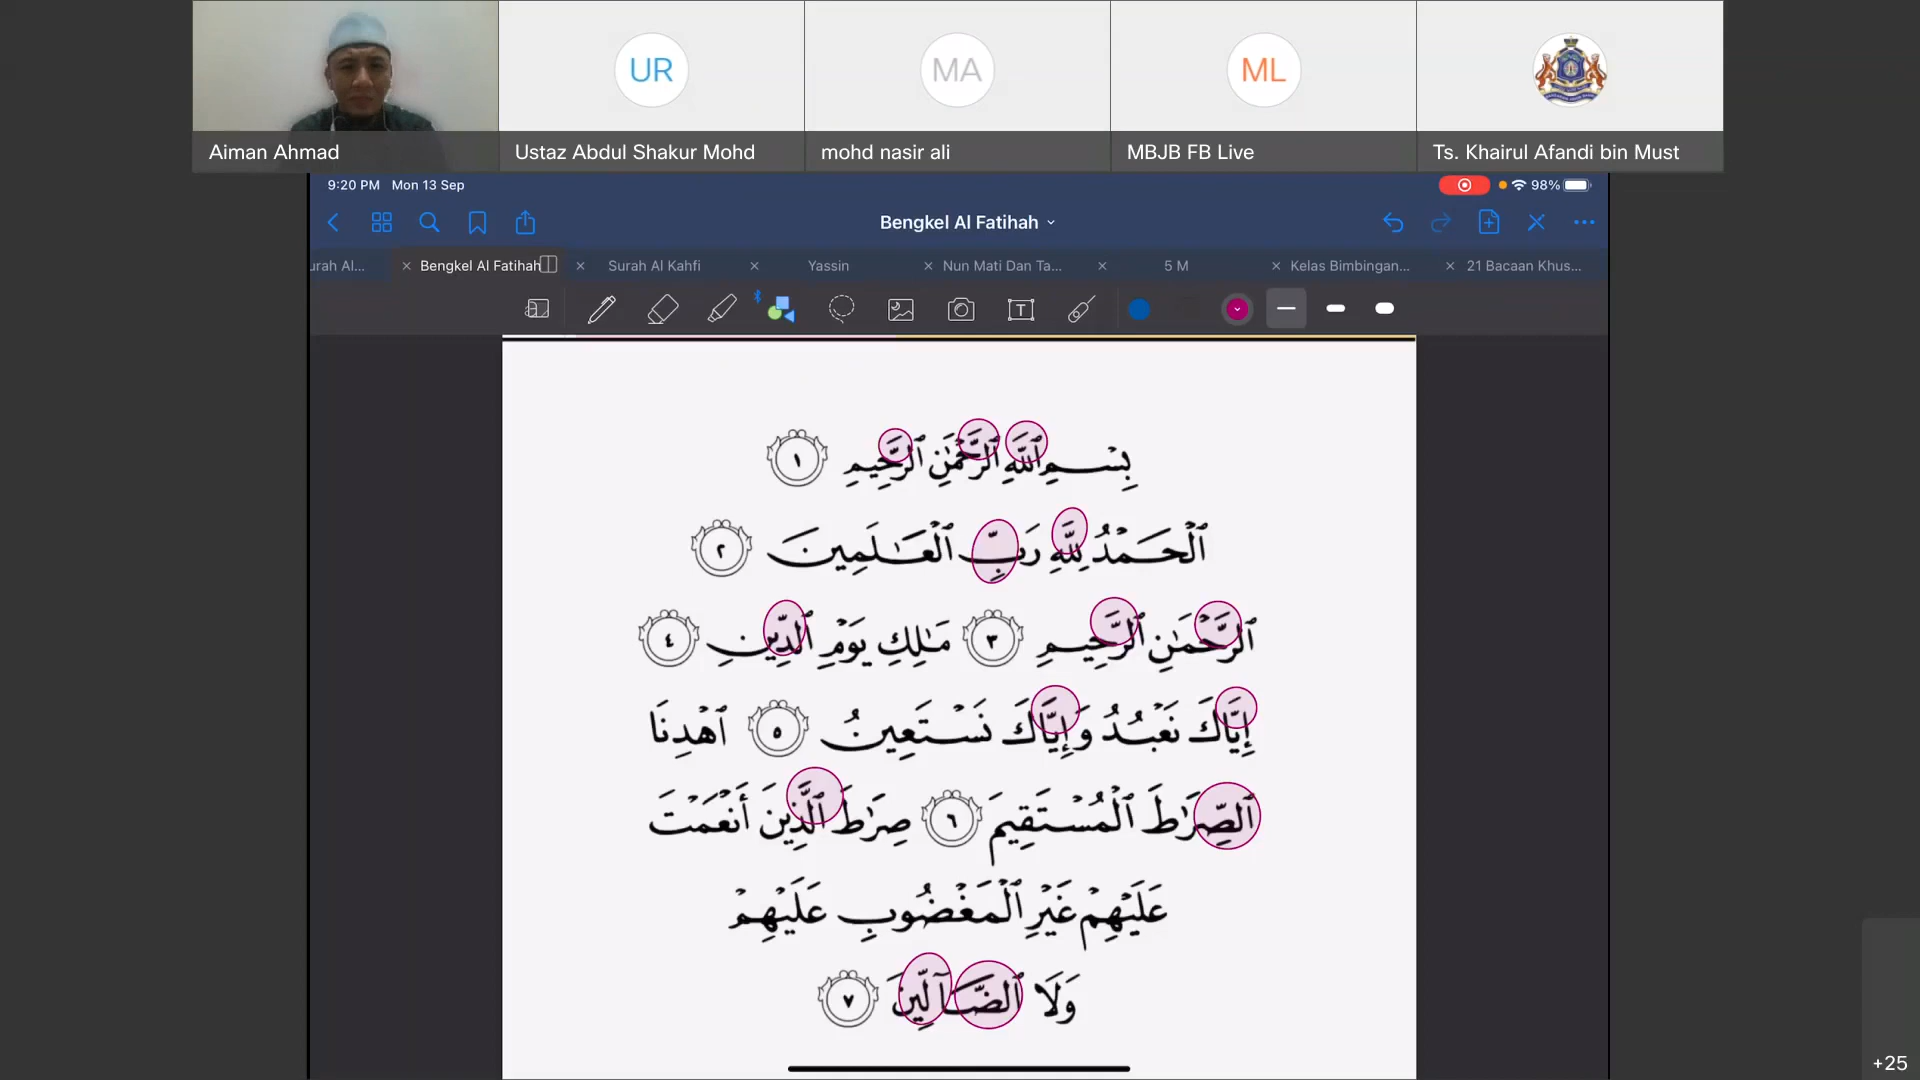 UR
MA
ML
Aiman Ahmad
Ustaz Abdul Shakur Mohd
mohd nasir ali
MBJB FB Live
Ts. Khairul Afandi bin Must
9:20 PM Mon 13 Sep
98%
Bengkel Al Fatihah
urah Al...
Bengkel Al Fatihah
Surah Al Kahfi
Yassin
Nun Mati Dan Ta...
5 M
Kelas Bimbingan...
21 Bacaan Khus...
T
بِسْمِ ٱللَّهِ ٱلرَّحْمَٰنِ ٱلرَّحِيمِ ١
ٱلْحَمْدُ لِلَّهِ رَبِّ ٱلْعَٰلَمِينَ ٢
ٱلرَّحْمَٰنِ ٱلرَّحِيمِ ٣ مَٰلِكِ يَوْمِ ٱلدِّينِ ٤
إِيَّاكَ نَعْبُدُ وَإِيَّاكَ نَسْتَعِينُ ٥ ٱهْدِنَا
ٱلصِّرَٰطَ ٱلْمُسْتَقِيمَ ٦ صِرَٰطَ ٱلَّذِينَ أَنْعَمْتَ
عَلَيْهِمْ غَيْرِ ٱلْمَغْضُوبِ عَلَيْهِمْ
وَلَا ٱلضَّآلِّينَ ٧
+25